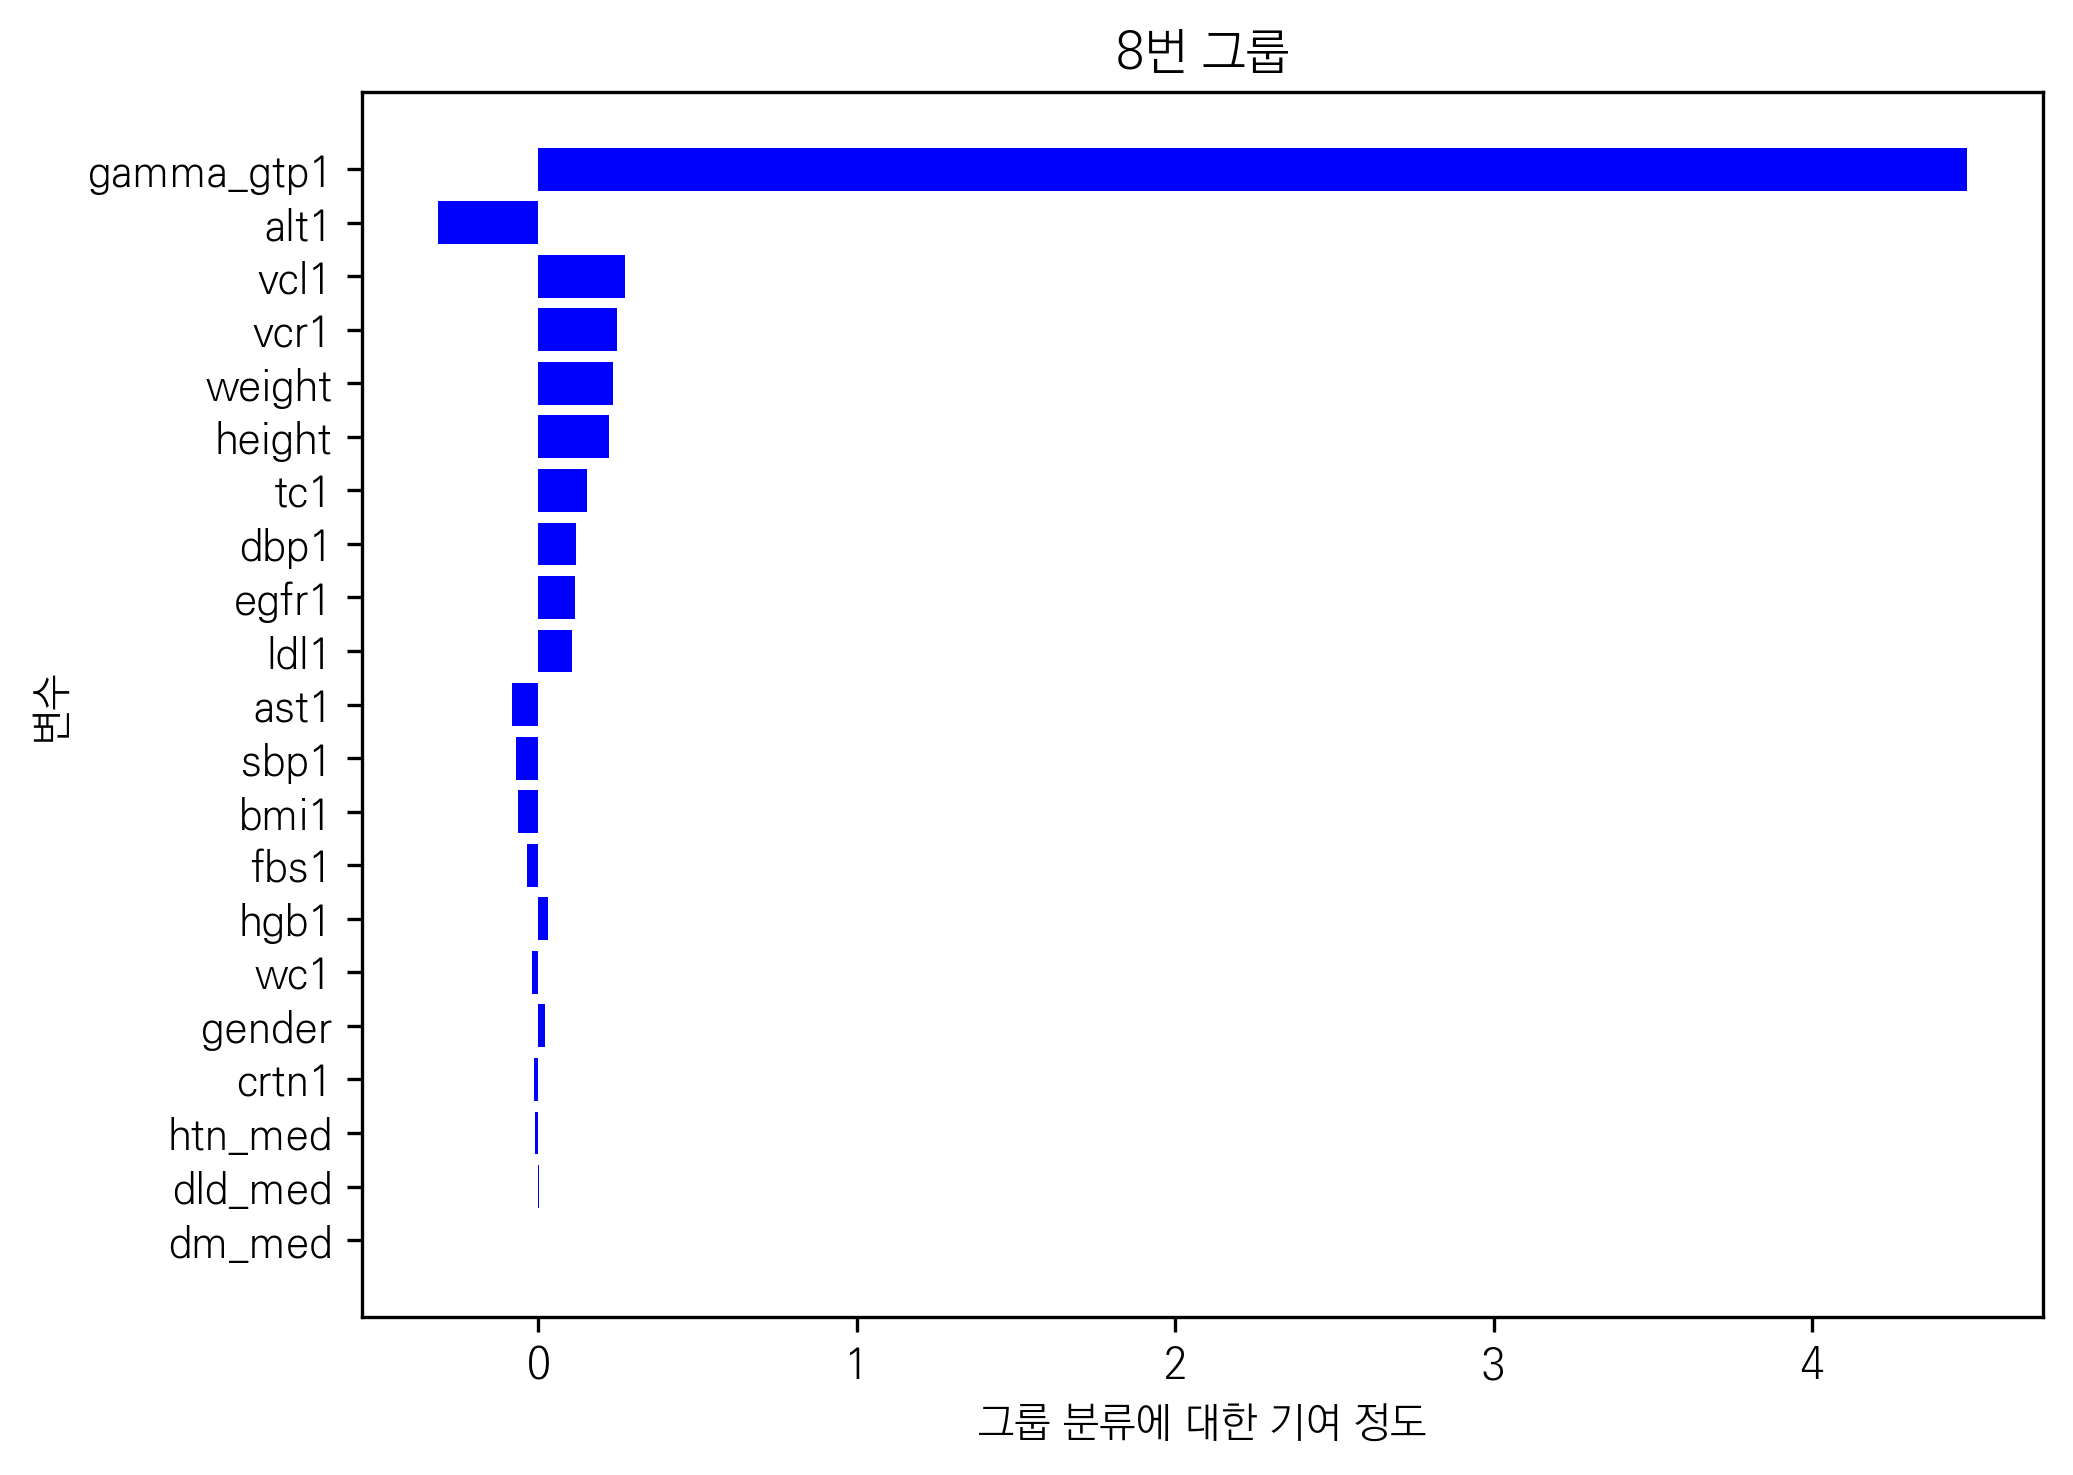 8번 그룹
변수
gamma_gtp1
alt1
vcl1
vcr1
weight
height
tc1
dbp1
egfr1
ldl1
ast1
sbp1
bmi1
fbs1
hgb1
wc1
gender
crtn1
htn_med
dld_med
dm_med
0 1 2 3 4
그룹 분류에 대한 기여 정도